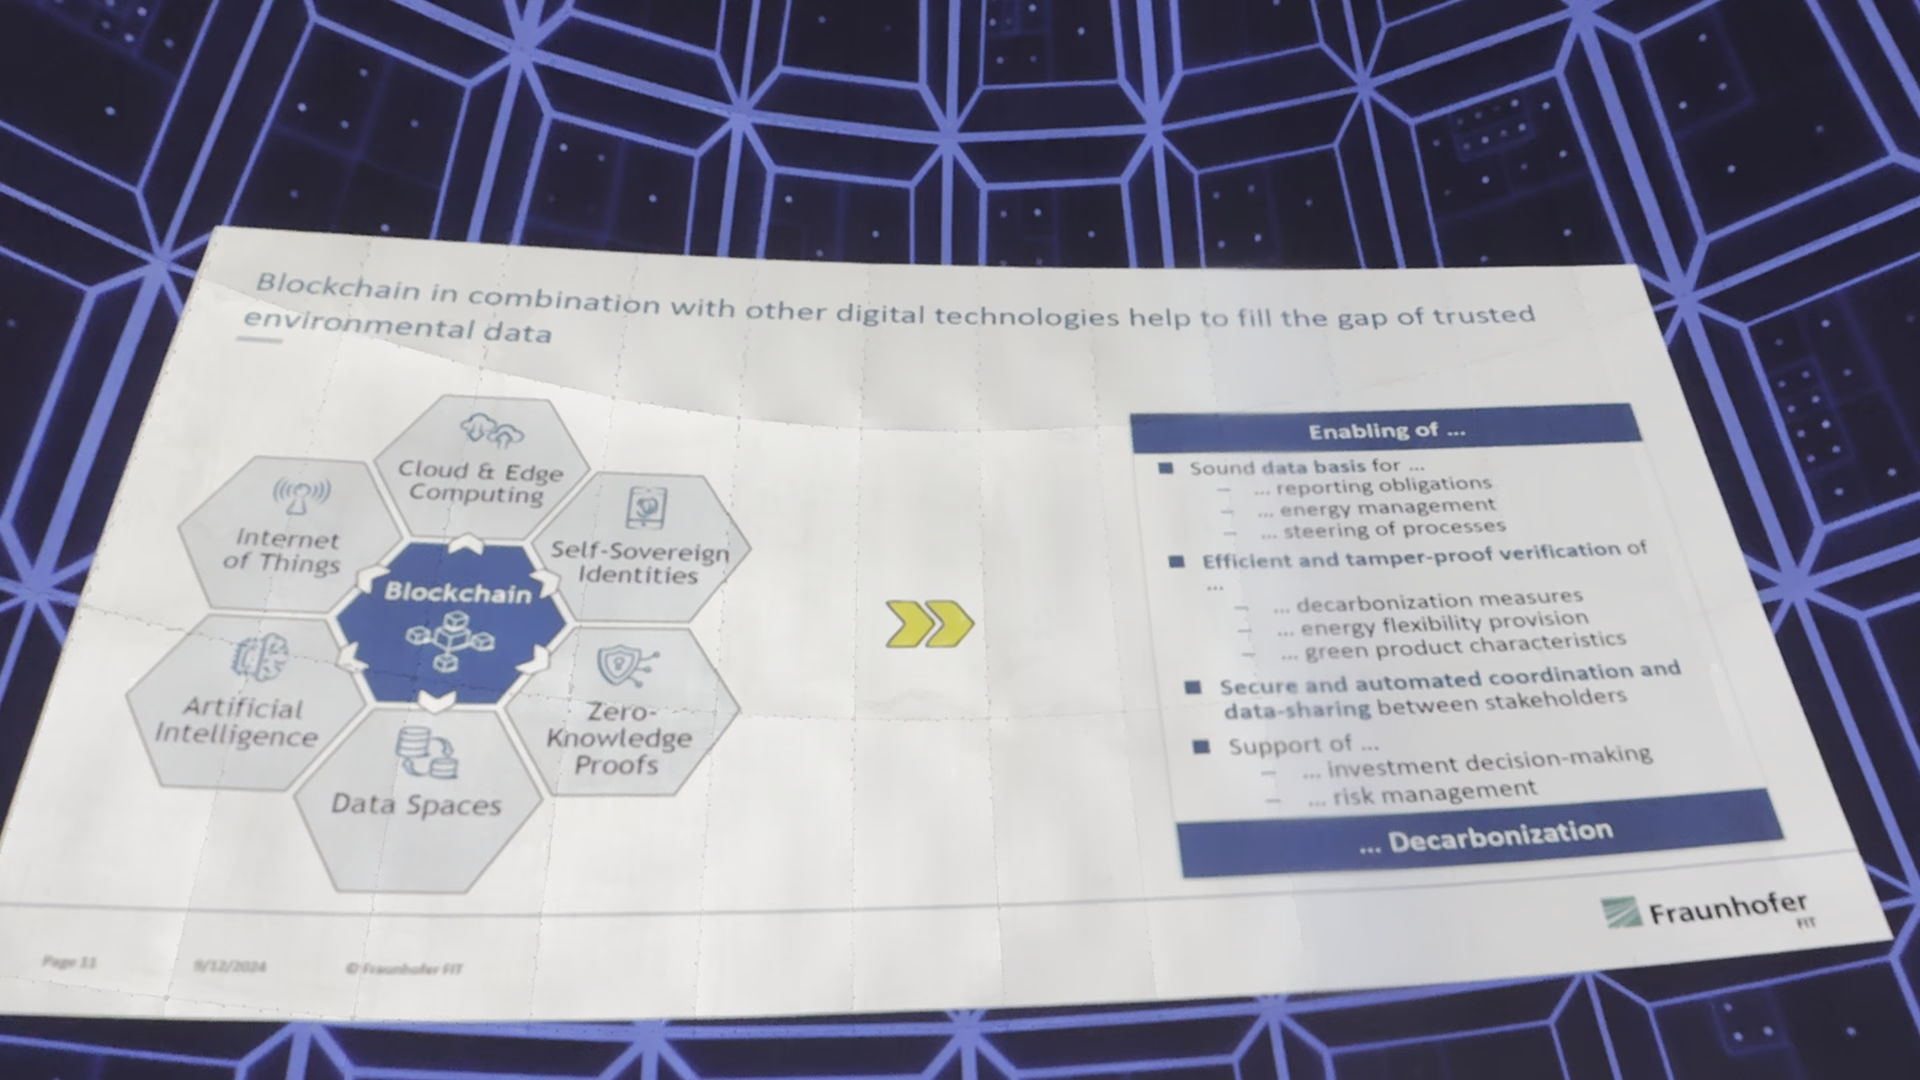 Blockchain in combination with other digital technologies help to fill the gap of trusted
environmental data
Cloud & Edge
Computing
Internet
of Things
Self-Sovereign
Identities
Blockchain
Artificial
Intelligence
Zero-
Knowledge
Proofs
Data Spaces
Enabling of ...
■ Sound data basis for ...
– ... reporting obligations
– ... energy management
– ... steering of processes
■ Efficient and tamper-proof verification of
...
– ... decarbonization measures
– ... energy flexibility provision
– ... green product characteristics
■ Secure and automated coordination and
data-sharing between stakeholders
■ Support of ...
– ... investment decision-making
– ... risk management
... Decarbonization
Fraunhofer
FIT
Page 11
9/12/2024
© Fraunhofer FIT